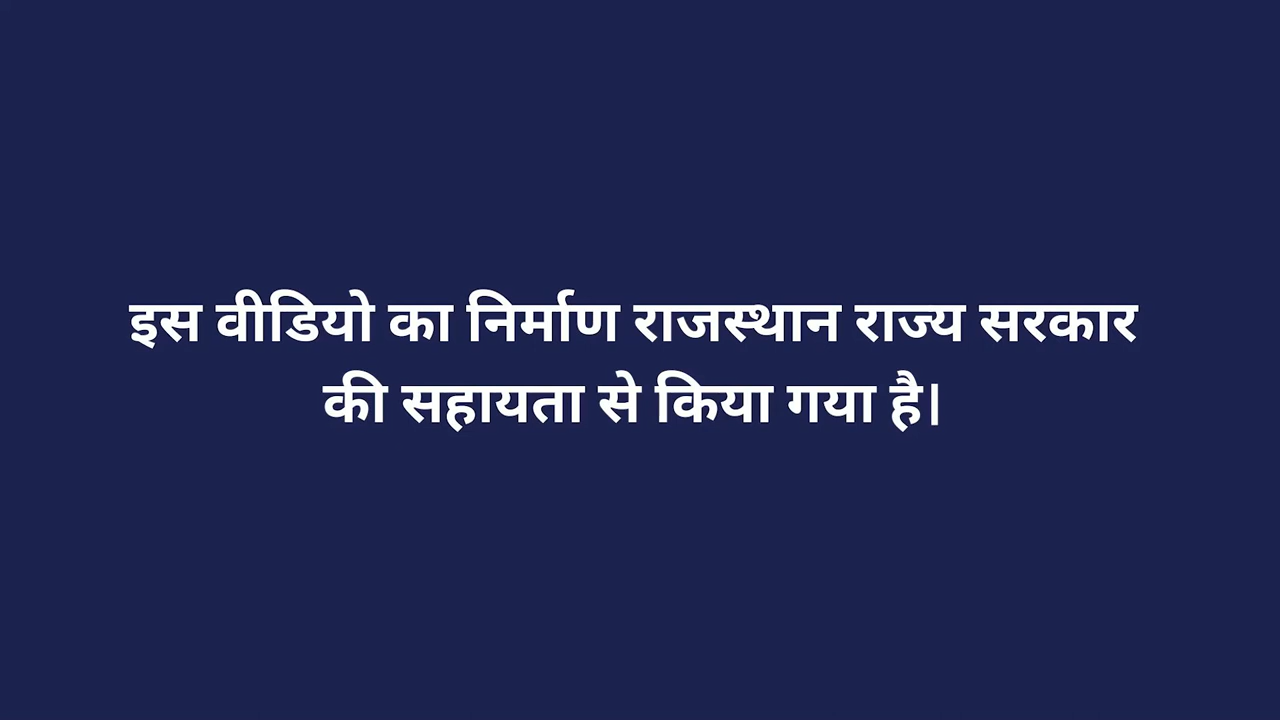 इस वीडियो का निर्माण राजस्थान राज्य सरकार
की सहायता से किया गया है।